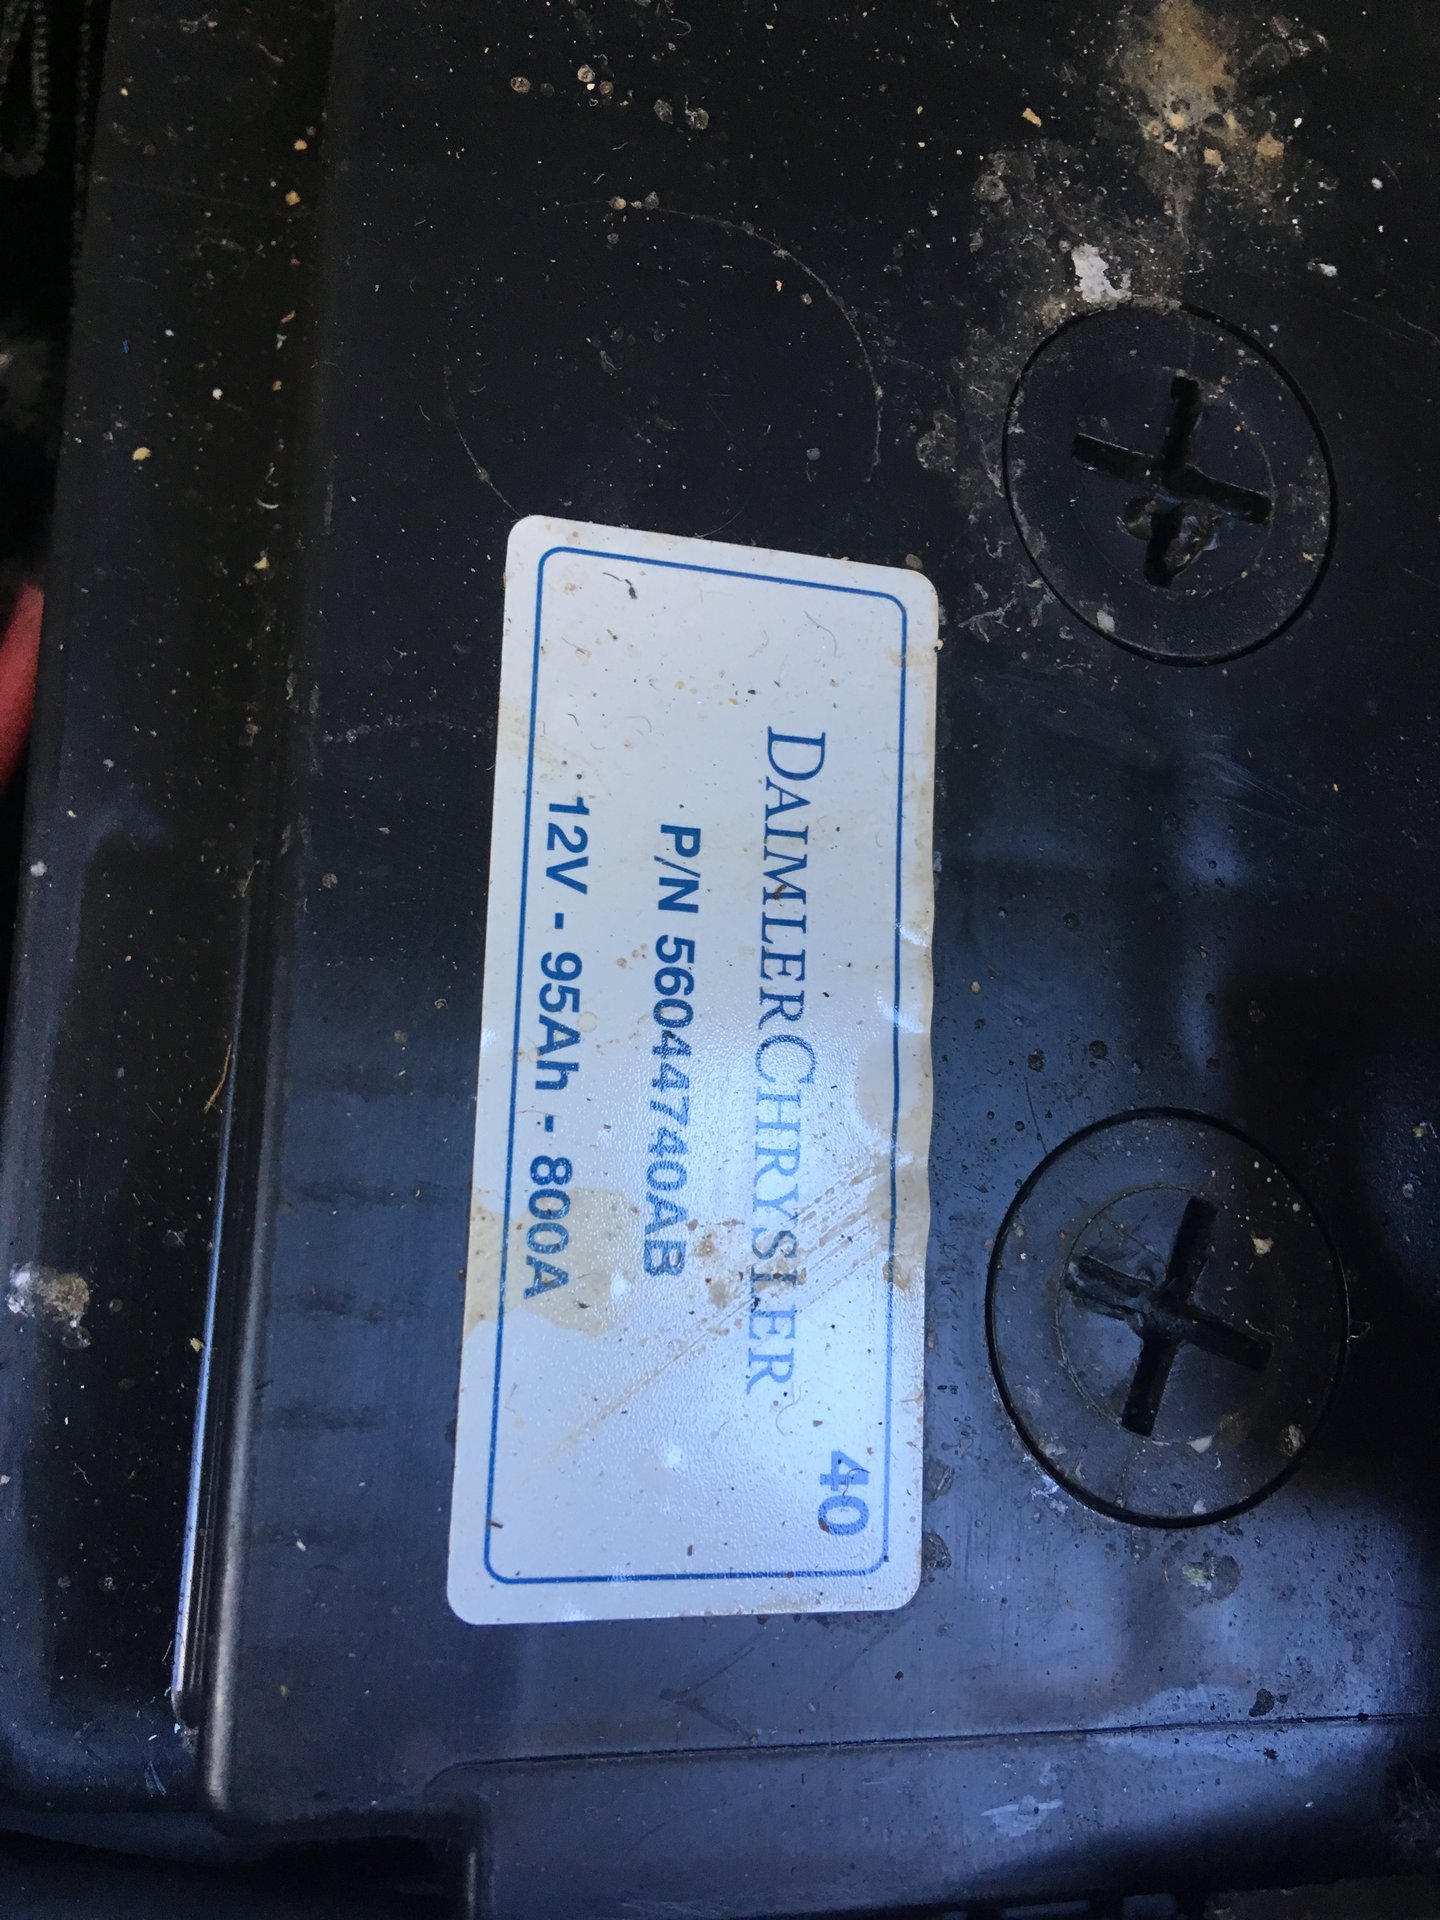 40
DAIMLERCHRYSLER
P/N 56044740AB
12V - 95Ah - 800A